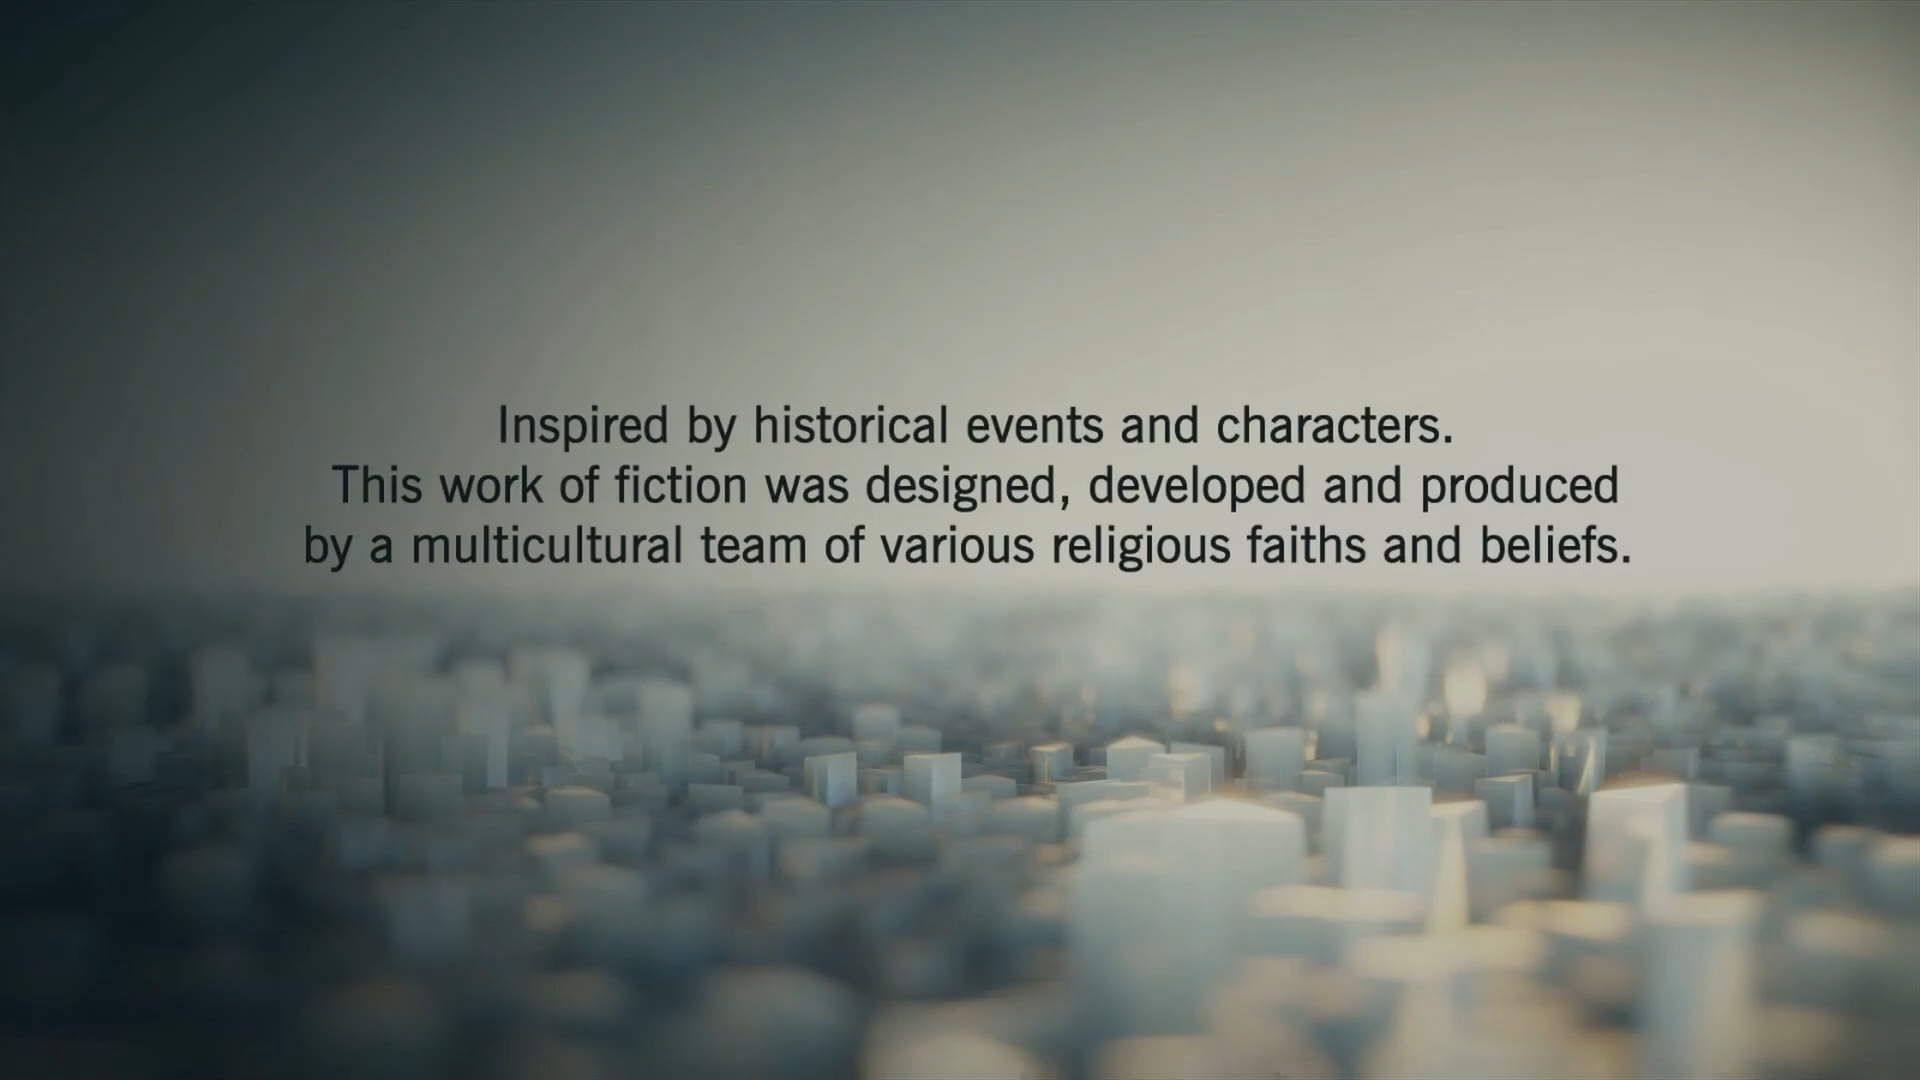 Inspired by historical events and characters.
This work of fiction was designed, developed and produced
by a multicultural team of various religious faiths and beliefs.